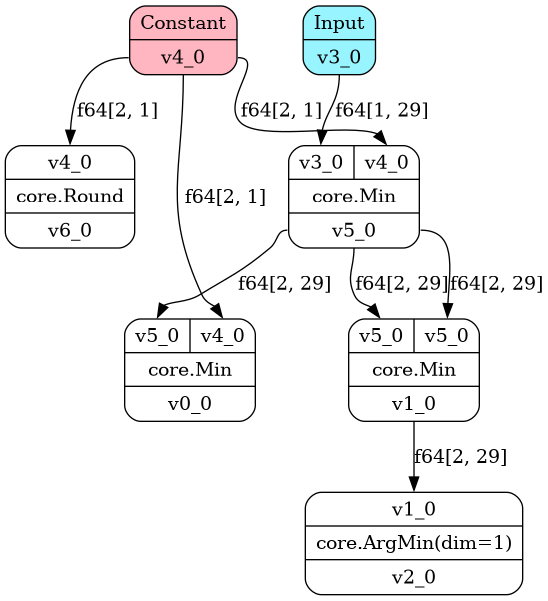 Constant
v4_0
Input
v3_0
f64[2, 1]
f64[2, 1]
f64[1, 29]
v4_0
core.Round
v6_0
f64[2, 1]
v3_0 v4_0
core.Min
v5_0
f64[2, 29]
f64[2, 29]
f64[2, 29]
v5_0 v4_0
core.Min
v0_0
v5_0 v5_0
core.Min
v1_0
f64[2, 29]
v1_0
core.ArgMin(dim=1)
v2_0